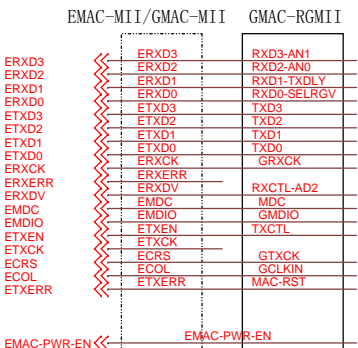 EMAC-MII/GMAC-MII GMAC-RGMII
ERXD3 ERXD3 RXD3-AN1
ERXD2 ERXD2 RXD2-AN0
ERXD1 ERXD1 RXD1-TXDLY
ERXD0 ERXD0 RXD0-SELRGV
ETXD3 ETXD3 TXD3
ETXD2 ETXD2 TXD2
ETXD1 ETXD1 TXD1
ETXD0 ETXD0 TXD0
ERXCK ERXCK GRXCK
ERXERR ERXERR
ERXDV ERXDV RXCTL-AD2
EMDC EMDC MDC
EMDIO EMDIO GMDIO
ETXEN ETXEN TXCTL
ETXCK ETXCK
ECRS ECRS GTXCK
ECOL ECOL GCLKIN
ETXERR ETXERR MAC-RST
EMAC-PWR-EN EMAC-PWR-EN